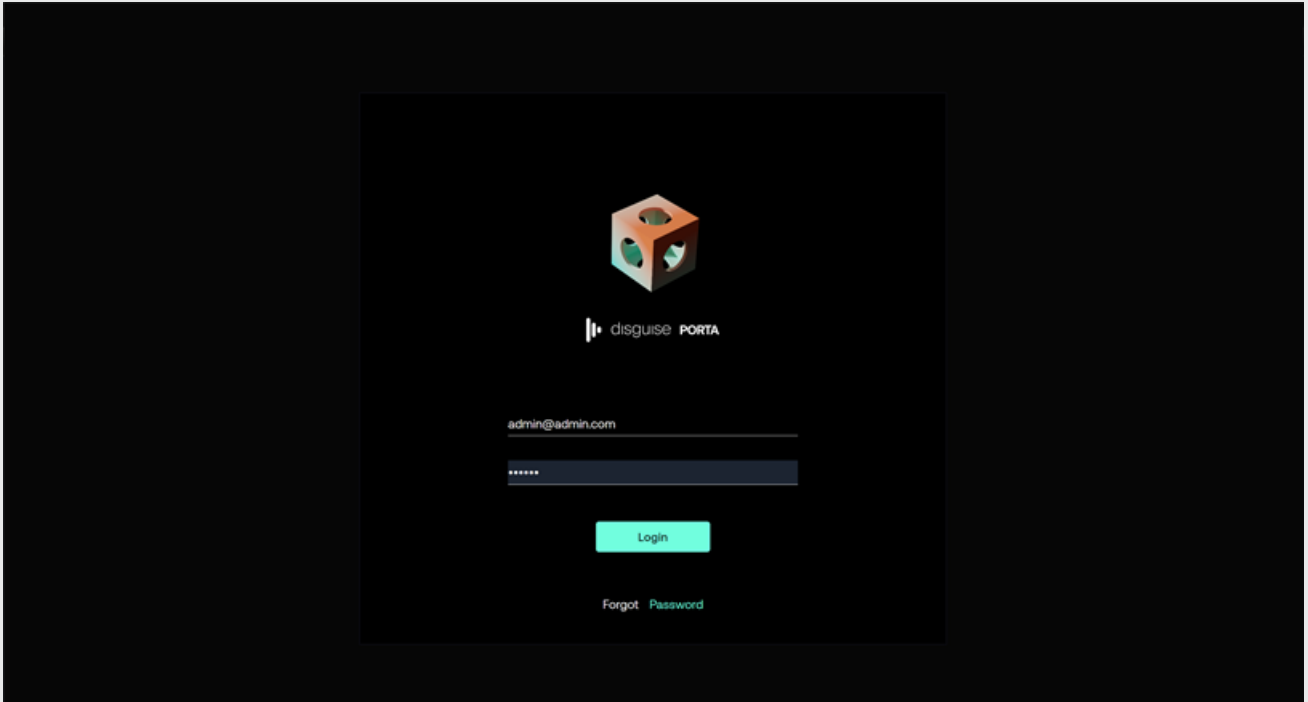 disguise PORTA
admin@admin.com
••••••
Login
Forgot Password